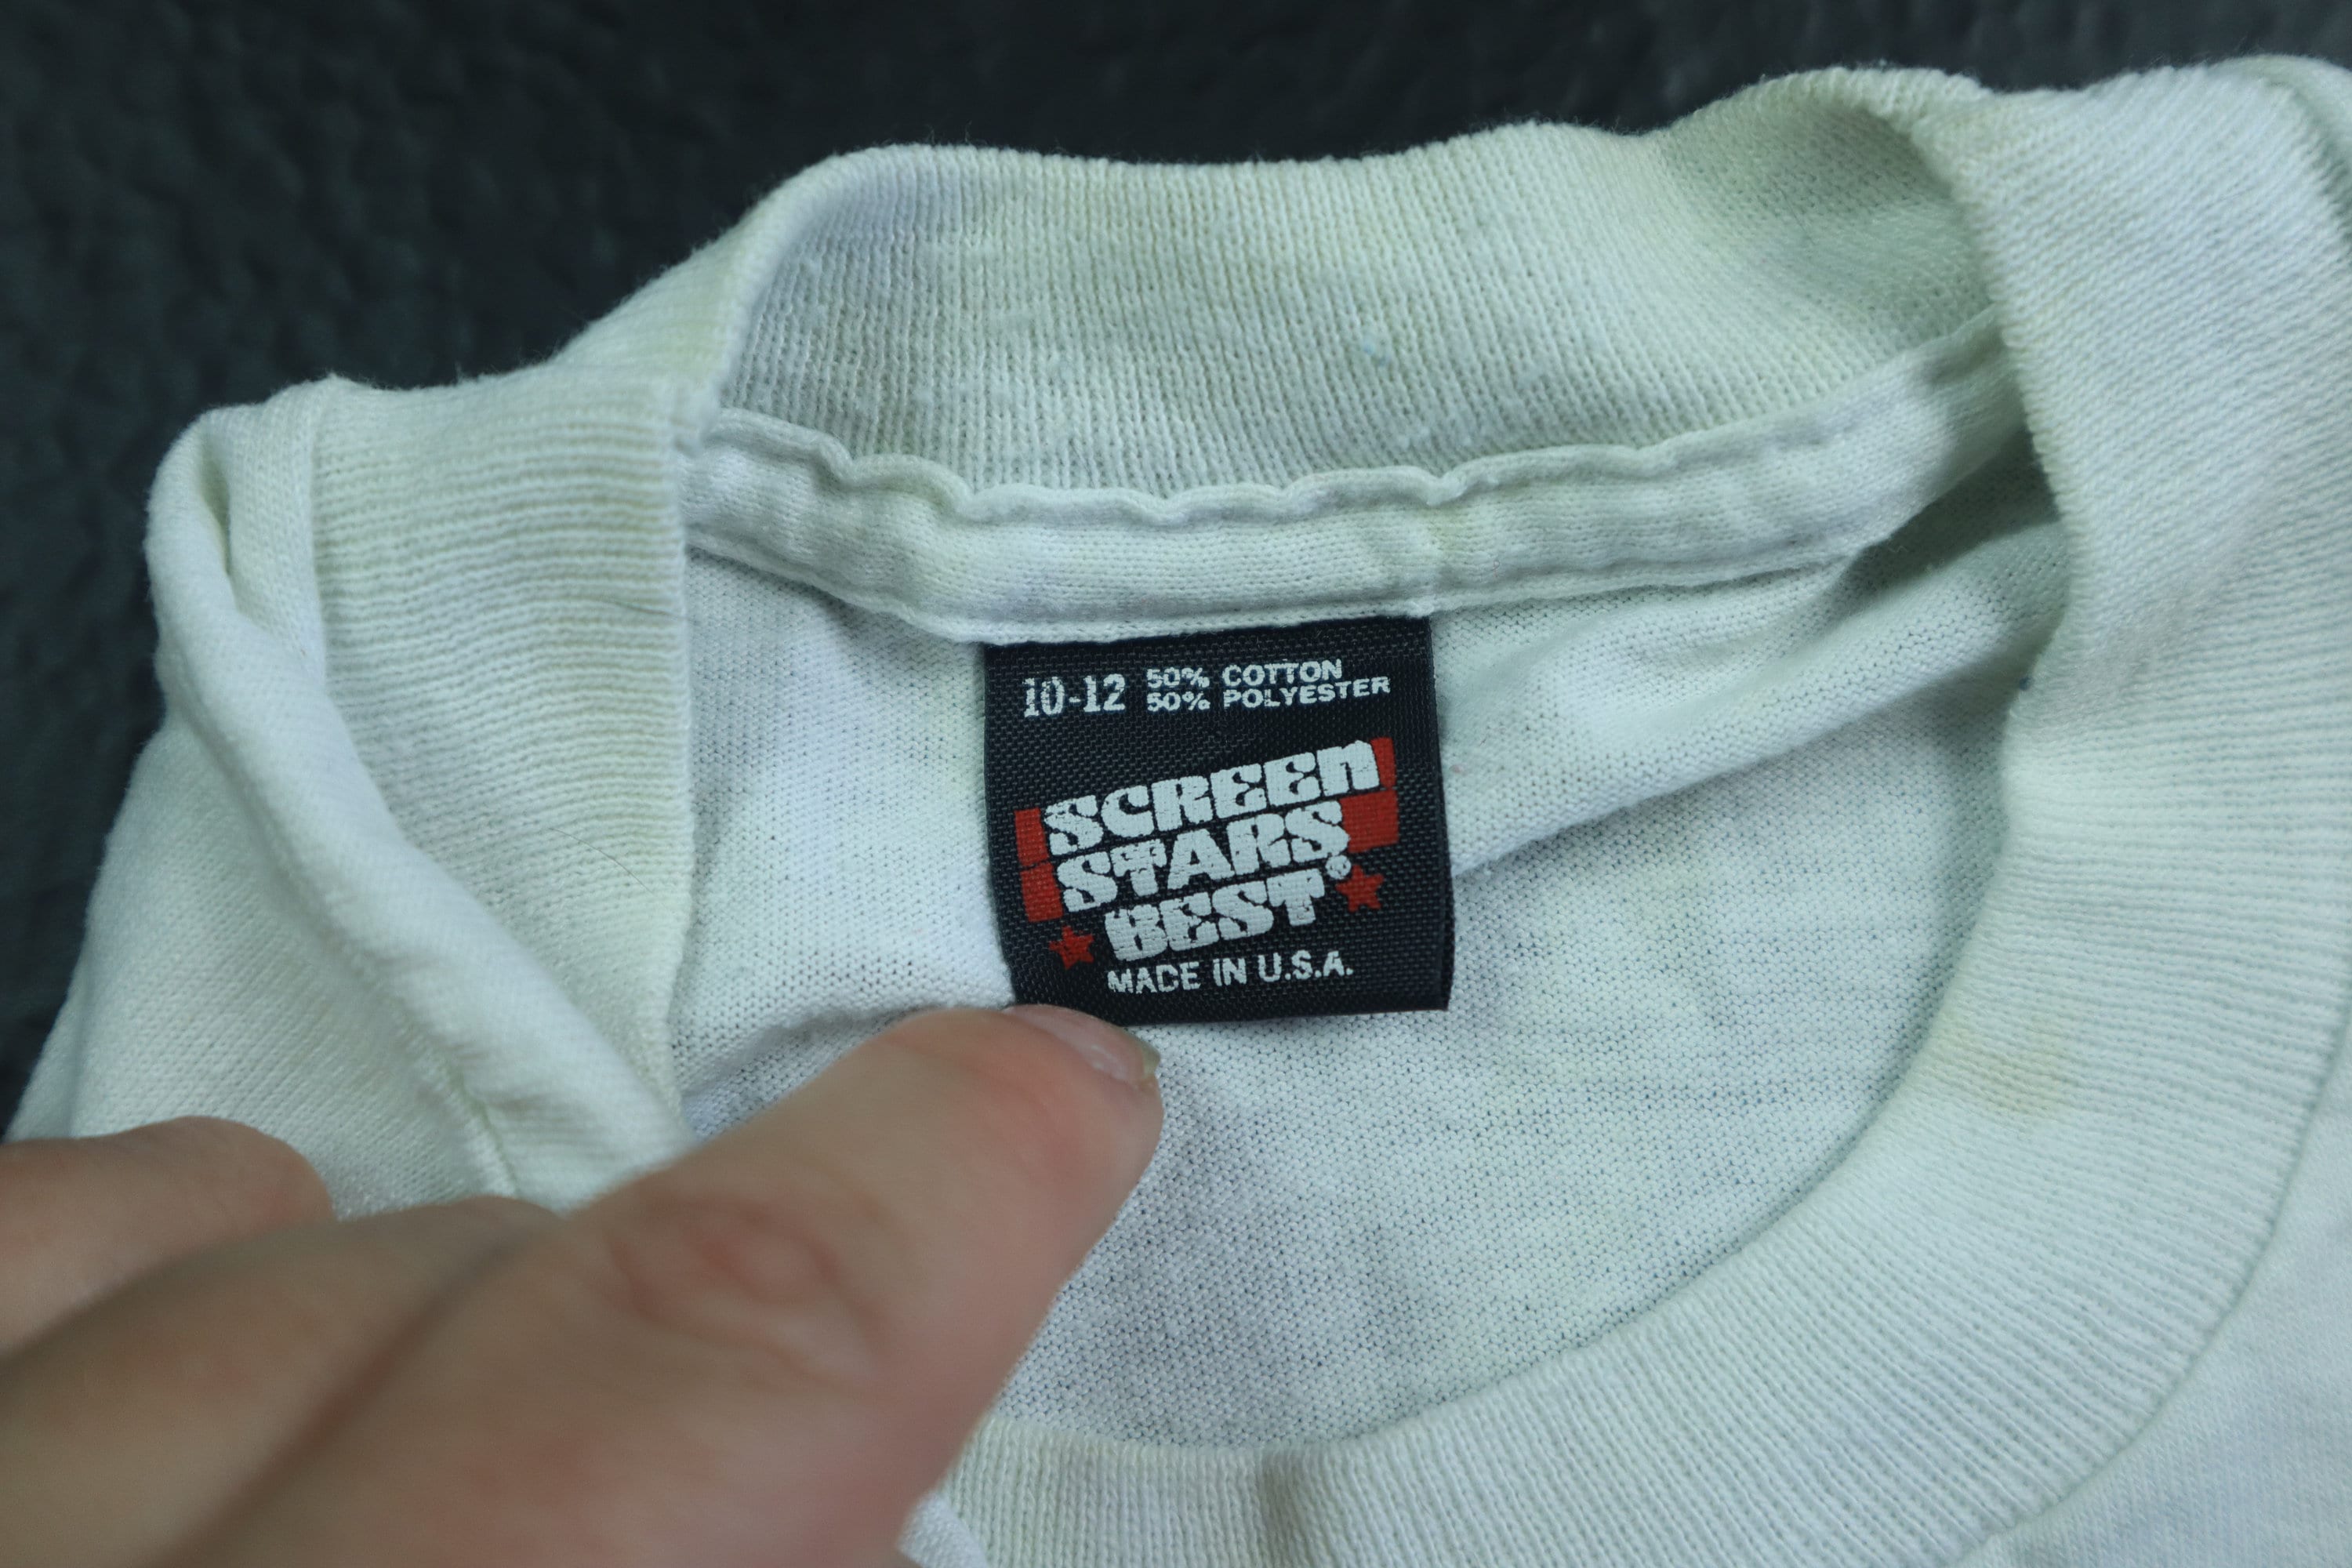 10-12 50% COTTON
50% POLYESTER
SCREEN
STARS
BEST®
MADE IN U.S.A.